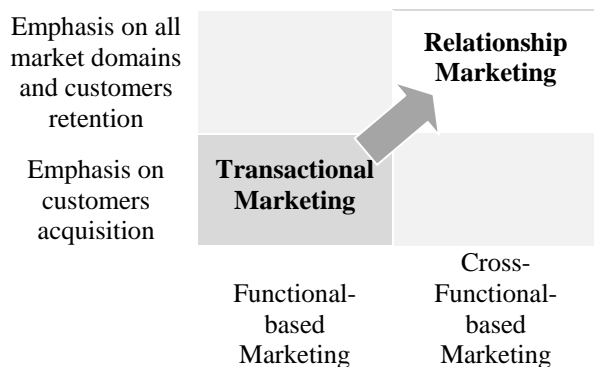 Emphasis on all
market domains
and customers
retention
Relationship
Marketing
Emphasis on
customers
acquisition
Transactional
Marketing
Functional-
based
Marketing
Cross-
Functional-
based
Marketing